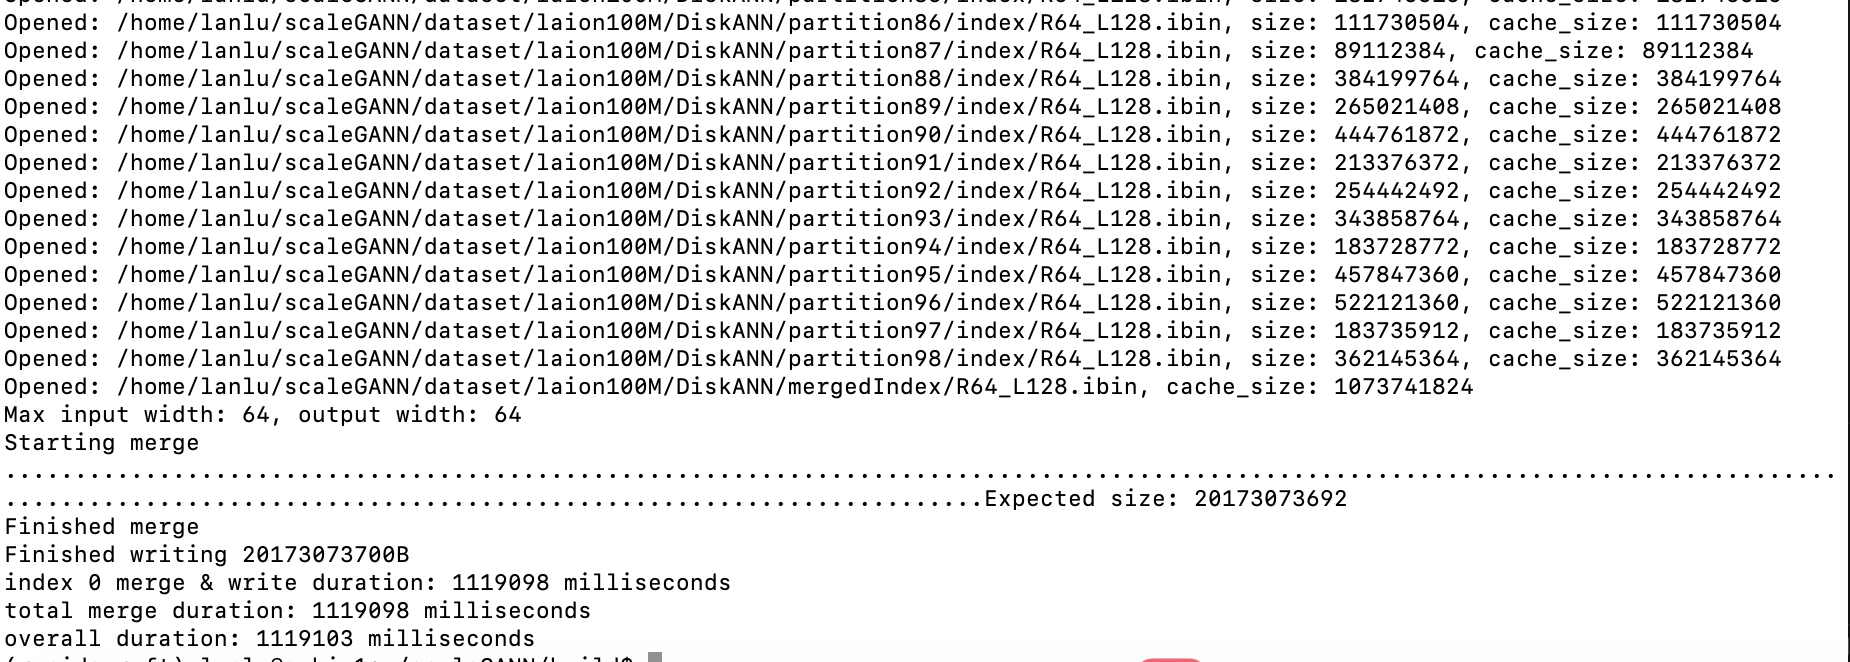 Opened: /home/lanlu/scaleGANN/dataset/laion100M/DiskANN/partition86/index/R64_L128.ibin, size: 111730504, cache_size: 111730504
Opened: /home/lanlu/scaleGANN/dataset/laion100M/DiskANN/partition87/index/R64_L128.ibin, size: 89112384, cache_size: 89112384
Opened: /home/lanlu/scaleGANN/dataset/laion100M/DiskANN/partition88/index/R64_L128.ibin, size: 384199764, cache_size: 384199764
Opened: /home/lanlu/scaleGANN/dataset/laion100M/DiskANN/partition89/index/R64_L128.ibin, size: 265021408, cache_size: 265021408
Opened: /home/lanlu/scaleGANN/dataset/laion100M/DiskANN/partition90/index/R64_L128.ibin, size: 444761872, cache_size: 444761872
Opened: /home/lanlu/scaleGANN/dataset/laion100M/DiskANN/partition91/index/R64_L128.ibin, size: 213376372, cache_size: 213376372
Opened: /home/lanlu/scaleGANN/dataset/laion100M/DiskANN/partition92/index/R64_L128.ibin, size: 254442492, cache_size: 254442492
Opened: /home/lanlu/scaleGANN/dataset/laion100M/DiskANN/partition93/index/R64_L128.ibin, size: 343858764, cache_size: 343858764
Opened: /home/lanlu/scaleGANN/dataset/laion100M/DiskANN/partition94/index/R64_L128.ibin, size: 183728772, cache_size: 183728772
Opened: /home/lanlu/scaleGANN/dataset/laion100M/DiskANN/partition95/index/R64_L128.ibin, size: 457847360, cache_size: 457847360
Opened: /home/lanlu/scaleGANN/dataset/laion100M/DiskANN/partition96/index/R64_L128.ibin, size: 522121360, cache_size: 522121360
Opened: /home/lanlu/scaleGANN/dataset/laion100M/DiskANN/partition97/index/R64_L128.ibin, size: 183735912, cache_size: 183735912
Opened: /home/lanlu/scaleGANN/dataset/laion100M/DiskANN/partition98/index/R64_L128.ibin, size: 362145364, cache_size: 362145364
Opened: /home/lanlu/scaleGANN/dataset/laion100M/DiskANN/mergedIndex/R64_L128.ibin, cache_size: 1073741824
Max input width: 64, output width: 64
Starting merge
...................................................................................................................................
......................................................................Expected size: 20173073692
Finished merge
Finished writing 20173073700B
index 0 merge & write duration: 1119098 milliseconds
total merge duration: 1119098 milliseconds
overall duration: 1119103 milliseconds